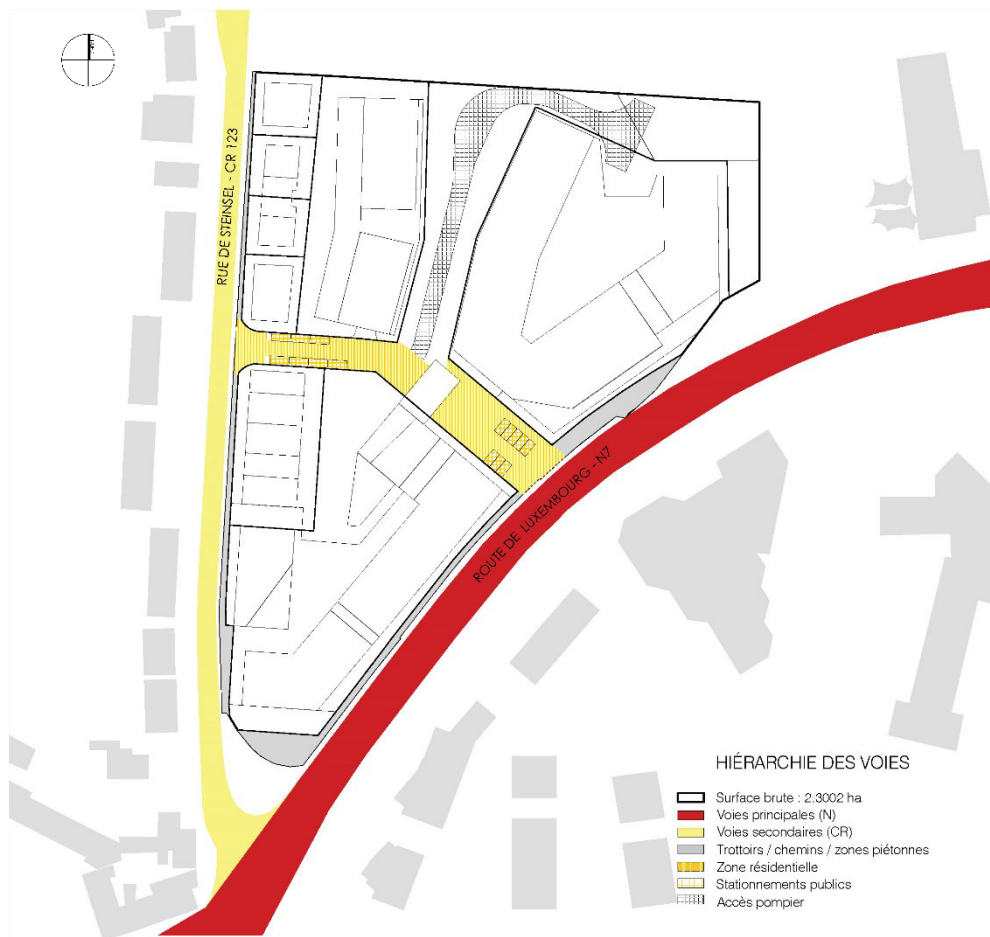 RUE DE STEINSEL - CR 123
ROUTE DE LUXEMBOURG - N7
HIÉRARCHIE DES VOIES
Surface brute : 2.3002 ha
Voies principales (N)
Voies secondaires (CR)
Trottoirs / chemins / zones piétonnes
Zone résidentielle
Stationnements publics
Accès pompier